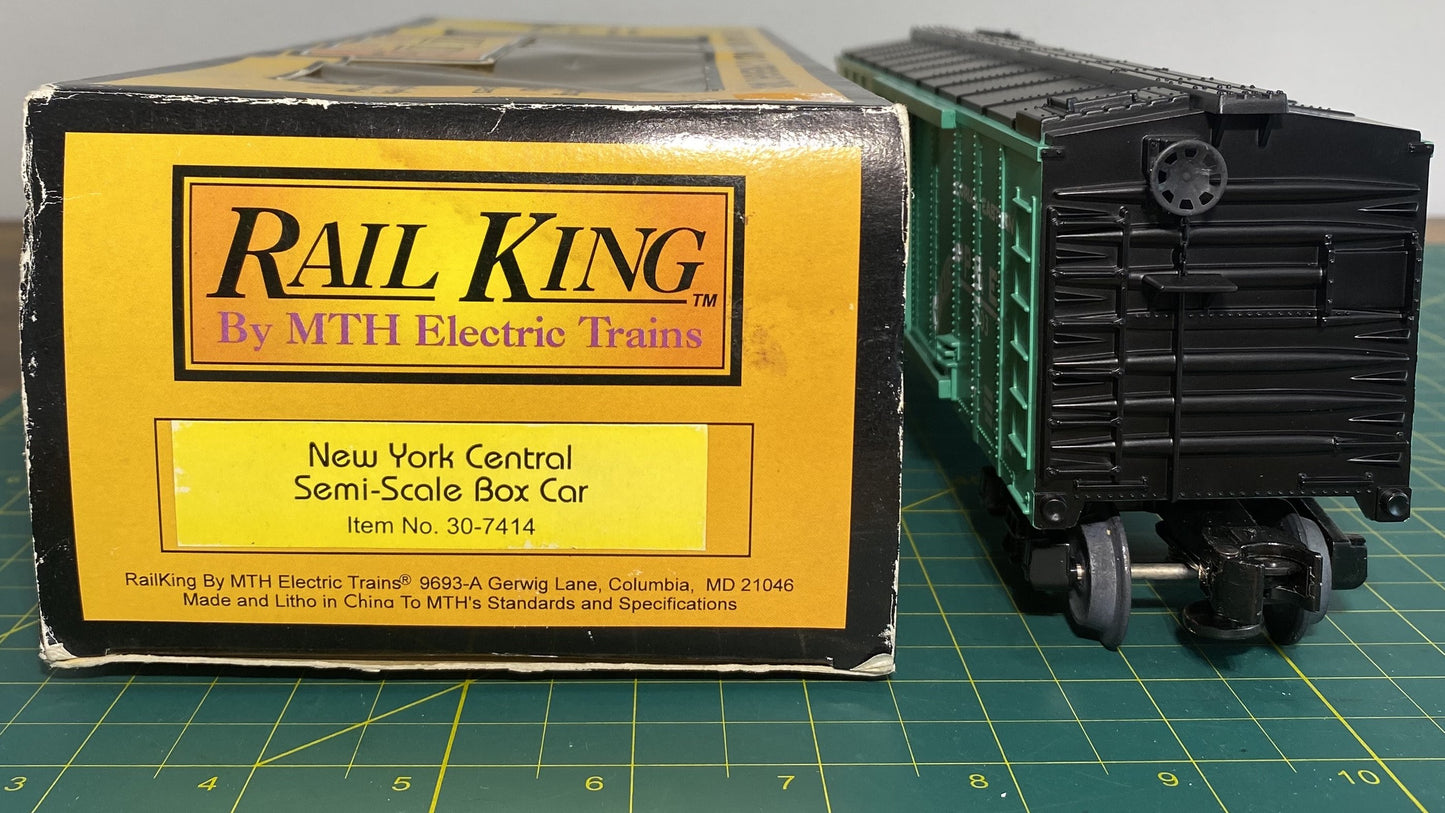 RAIL KING TM
By MTH Electric Trains
New York Central
Semi-Scale Box Car
Item No. 30-7414
RailKing By MTH Electric Trains® 9693-A Gerwig Lane, Columbia, MD 21046
Made and Litho in China To MTH's Standards and Specifications
3 4 5 6 7 8 9 10